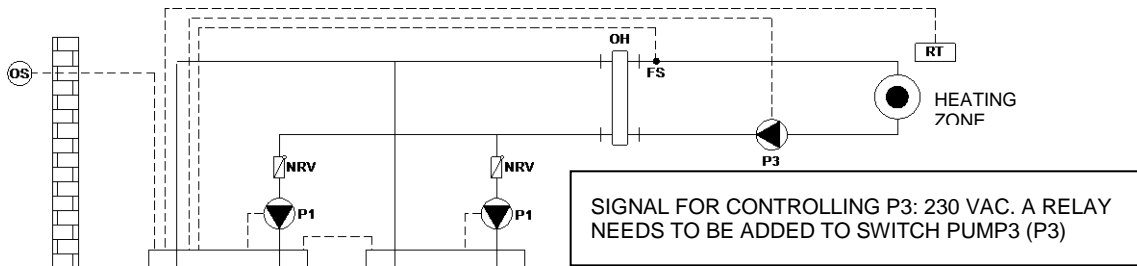 OH
OS
FS
RT
HEATING
ZONE
P3
NRV
NRV
P1
P1
SIGNAL FOR CONTROLLING P3: 230 VAC. A RELAY
NEEDS TO BE ADDED TO SWITCH PUMP3 (P3)